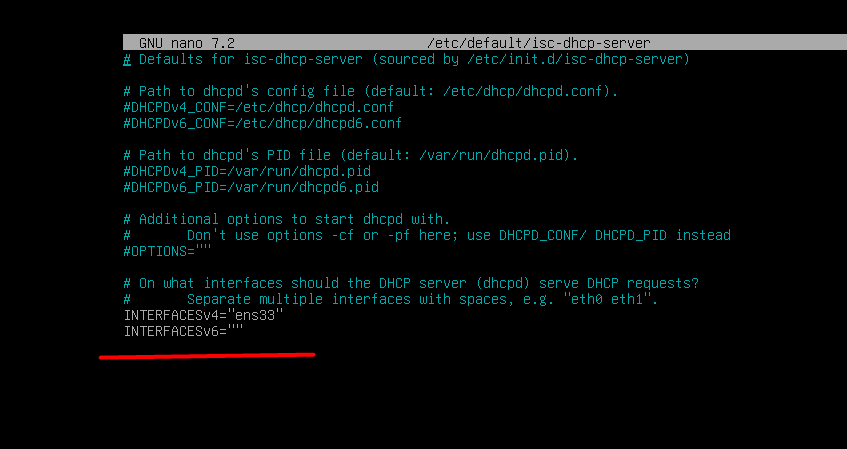 GNU nano 7.2 /etc/default/isc-dhcp-server
# Defaults for isc-dhcp-server (sourced by /etc/init.d/isc-dhcp-server)
# Path to dhcpd's config file (default: /etc/dhcp/dhcpd.conf).
#DHCPDv4_CONF=/etc/dhcp/dhcpd.conf
#DHCPDv6_CONF=/etc/dhcp/dhcpd6.conf
# Path to dhcpd's PID file (default: /var/run/dhcpd.pid).
#DHCPDv4_PID=/var/run/dhcpd.pid
#DHCPDv6_PID=/var/run/dhcpd6.pid
# Additional options to start dhcpd with.
# Don't use options -cf or -pf here; use DHCPD_CONF/ DHCPD_PID instead
#OPTIONS=""
# On what interfaces should the DHCP server (dhcpd) serve DHCP requests?
# Separate multiple interfaces with spaces, e.g. "eth0 eth1".
INTERFACESv4="ens33"
INTERFACESv6=""